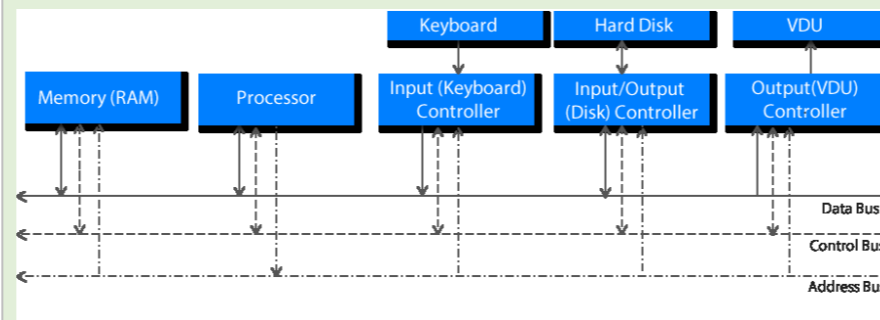 Keyboard
Hard Disk
VDU
Memory (RAM)
Processor
Input (Keyboard)
Controller
Input/Output
(Disk) Controller
Output(VDU)
Controller
Data Bus
Control Bus
Address Bu